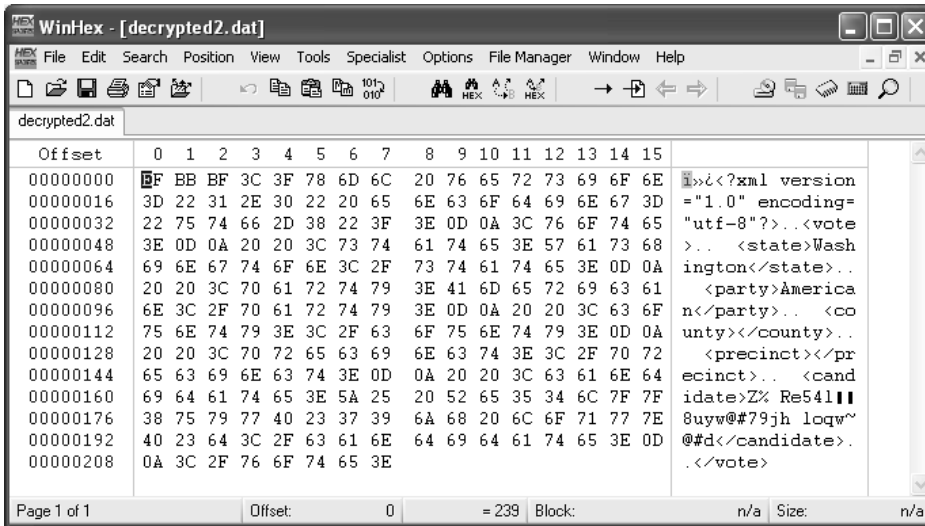 WinHex - [decrypted2.dat]
File Edit Search Position View Tools Specialist Options File Manager Window Help
decrypted2.dat
Offset 0 1 2 3 4 5 6 7 8 9 10 11 12 13 14 15
00000000 EF BB BF 3C 3F 78 6D 6C 20 76 65 72 73 69 6F 6E ï»¿<?xml version
00000016 3D 22 31 2E 30 22 20 65 6E 63 6F 64 69 6E 67 3D ="1.0" encoding=
00000032 22 75 74 66 2D 38 22 3F 3E 0D 0A 3C 76 6F 74 65 "utf-8"?>..<vote
00000048 3E 0D 0A 20 20 3C 73 74 61 74 65 3E 57 61 73 68 >..  <state>Wash
00000064 69 6E 67 74 6F 6E 3C 2F 73 74 61 74 65 3E 0D 0A ington</state>..
00000080 20 20 3C 70 61 72 74 79 3E 41 6D 65 72 69 63 61   <party>America
00000096 6E 3C 2F 70 61 72 74 79 3E 0D 0A 20 20 3C 63 6F n</party>..  <co
00000112 75 6E 74 79 3E 3C 2F 63 6F 75 6E 74 79 3E 0D 0A unty></county>..
00000128 20 20 3C 70 72 65 63 69 6E 63 74 3E 3C 2F 70 72   <precinct></pr
00000144 65 63 69 6E 63 74 3E 0D 0A 20 20 3C 63 61 6E 64 ecinct>..  <cand
00000160 69 64 61 74 65 3E 5A 25 20 52 65 35 34 6C 7F 7F idate>Z% Re54l▮▮
00000176 38 75 79 77 40 23 37 39 6A 68 20 6C 6F 71 77 7E 8uyw@#79jh loqw~
00000192 40 23 64 3C 2F 63 61 6E 64 69 64 61 74 65 3E 0D @#d</candidate>.
00000208 0A 3C 2F 76 6F 74 65 3E .</vote>
Page 1 of 1 Offset: 0 = 239 Block: n/a Size: n/a